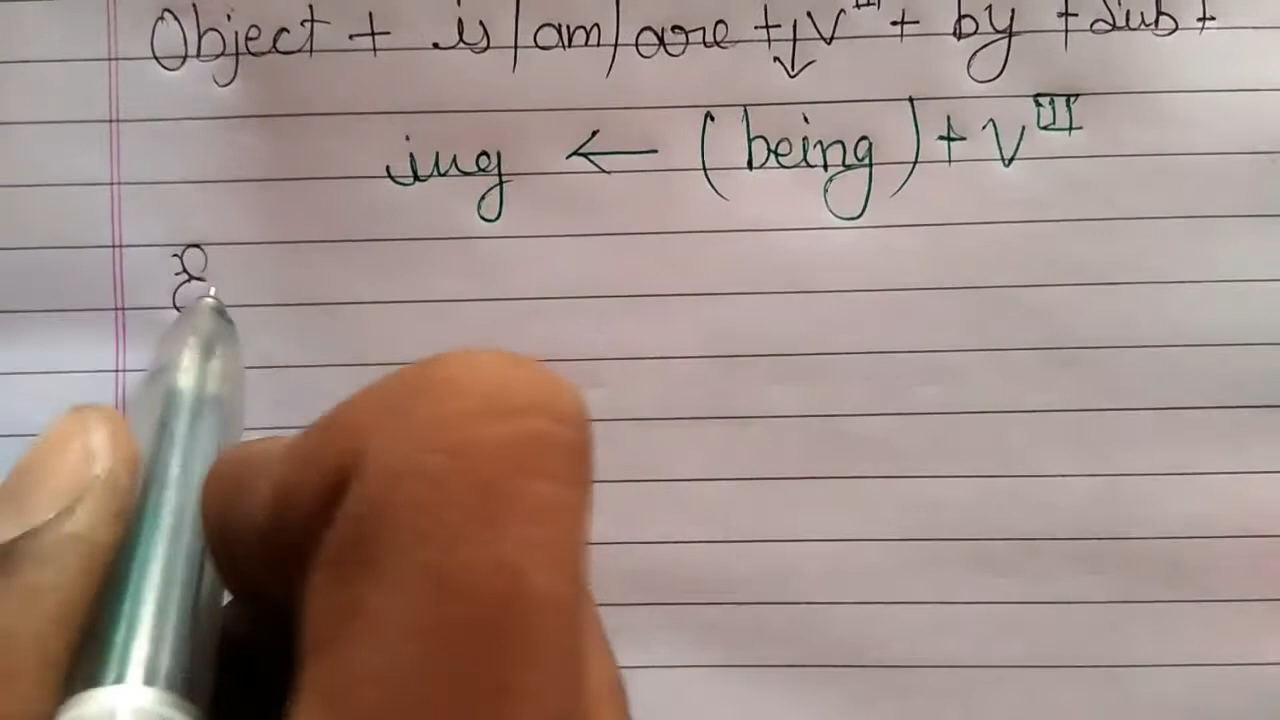 Object + is/am/are + V^III + by + Sub +
ing ← (being) + V^III